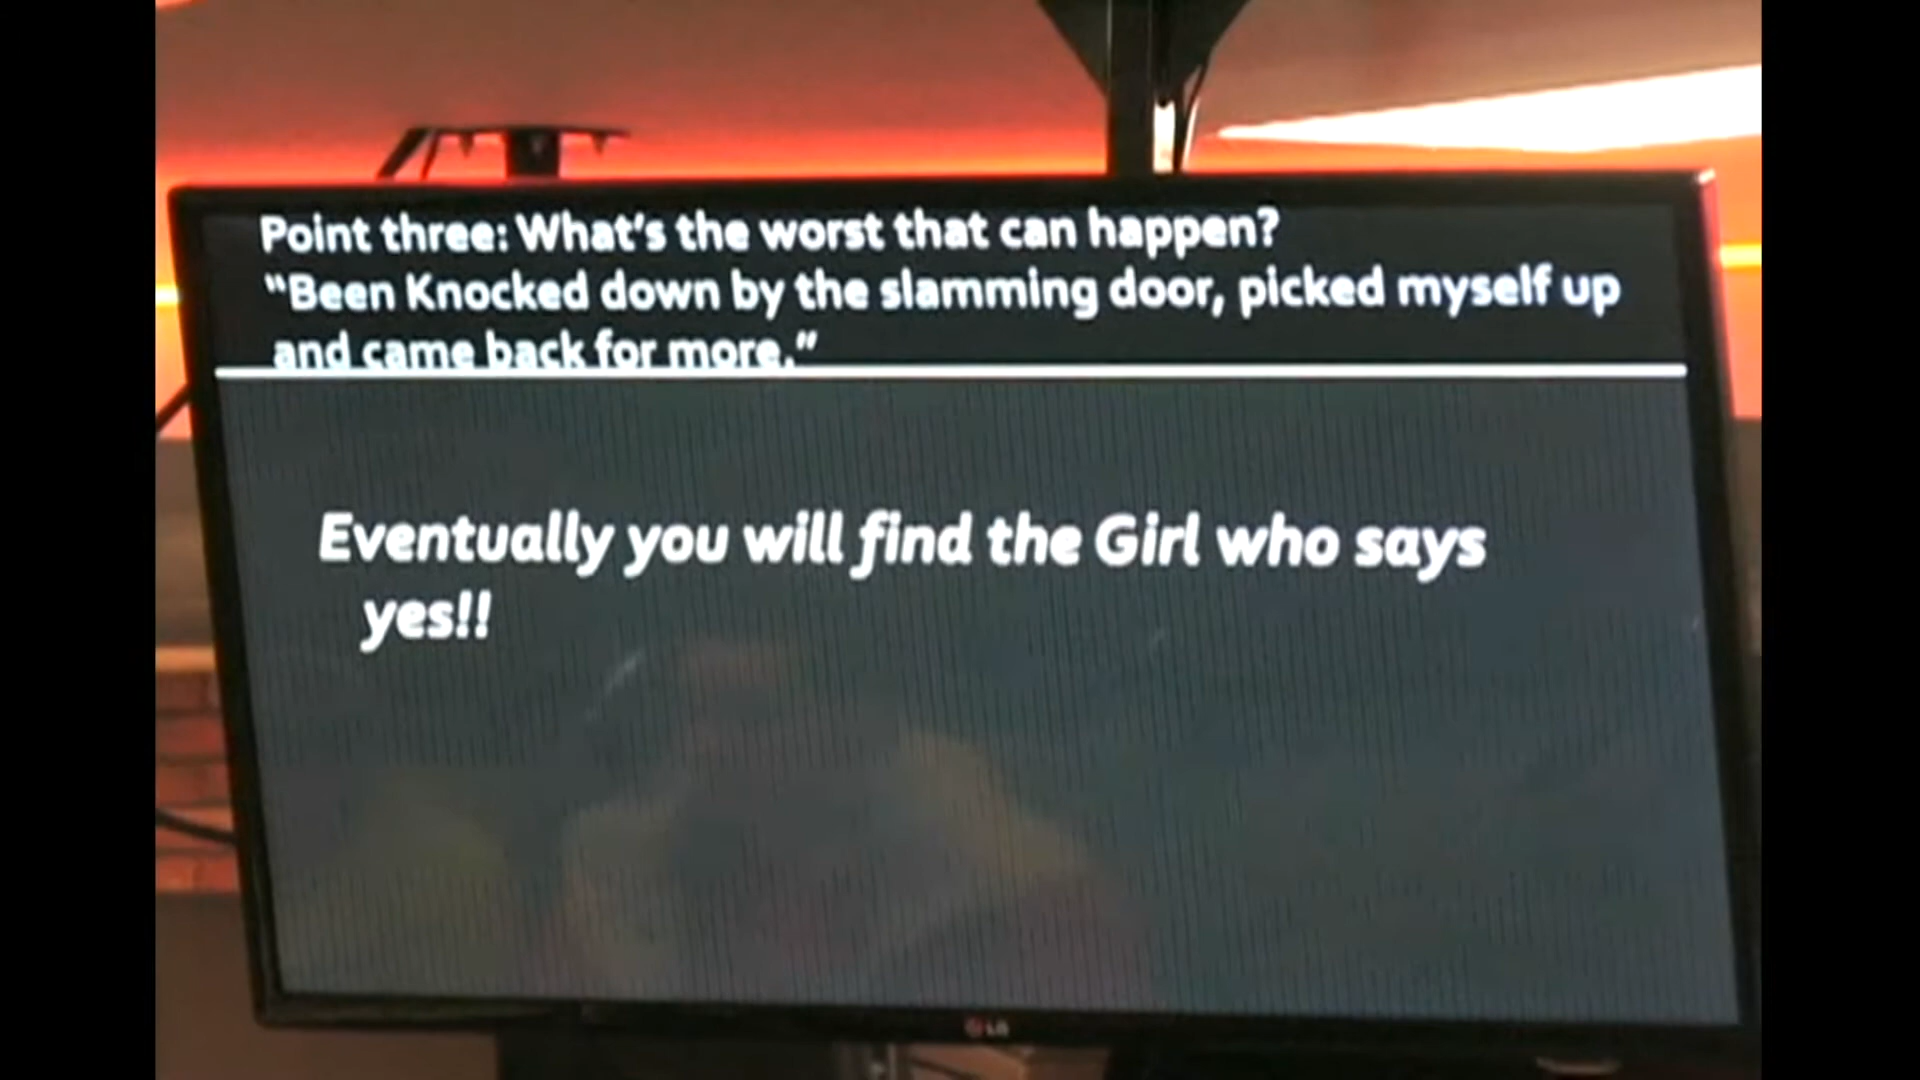 Point three: What's the worst that can happen?
"Been Knocked down by the slamming door, picked myself up
and came back for more."
Eventually you will find the Girl who says
yes!!
LG